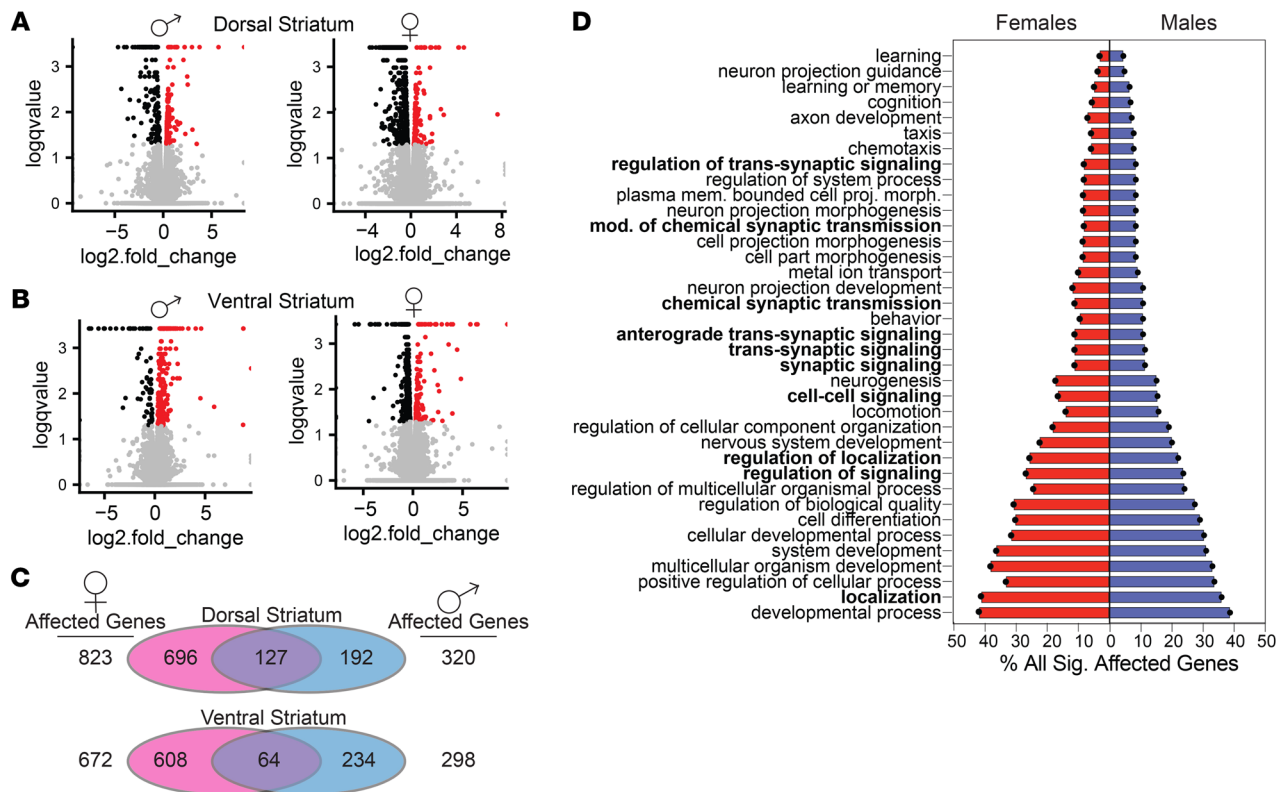 A
♂ Dorsal Striatum ♀
logqvalue
3
2
1
0
−5 0 5
log2.fold_change
logqvalue
3
2
1
0
−4 0 4 8
log2.fold_change
B
♂ Ventral Striatum ♀
logqvalue
3
2
1
0
−5 0 5
log2.fold_change
logqvalue
3
2
1
0
−5 0 5
log2.fold_change
C
♀ ♂
Affected Genes Dorsal Striatum Affected Genes
823 696 127 192 320
Ventral Striatum
672 608 64 234 298
D
Females Males
learning
neuron projection guidance
learning or memory
cognition
axon development
taxis
chemotaxis
regulation of trans-synaptic signaling
regulation of system process
plasma mem. bounded cell proj. morph.
neuron projection morphogenesis
mod. of chemical synaptic transmission
cell projection morphogenesis
cell part morphogenesis
metal ion transport
neuron projection development
chemical synaptic transmission
behavior
anterograde trans-synaptic signaling
trans-synaptic signaling
synaptic signaling
neurogenesis
cell-cell signaling
locomotion
regulation of cellular component organization
nervous system development
regulation of localization
regulation of signaling
regulation of multicellular organismal process
regulation of biological quality
cell differentiation
cellular developmental process
system development
multicellular organism development
positive regulation of cellular process
localization
developmental process
50 40 30 20 10 0 10 20 30 40 50
% All Sig. Affected Genes